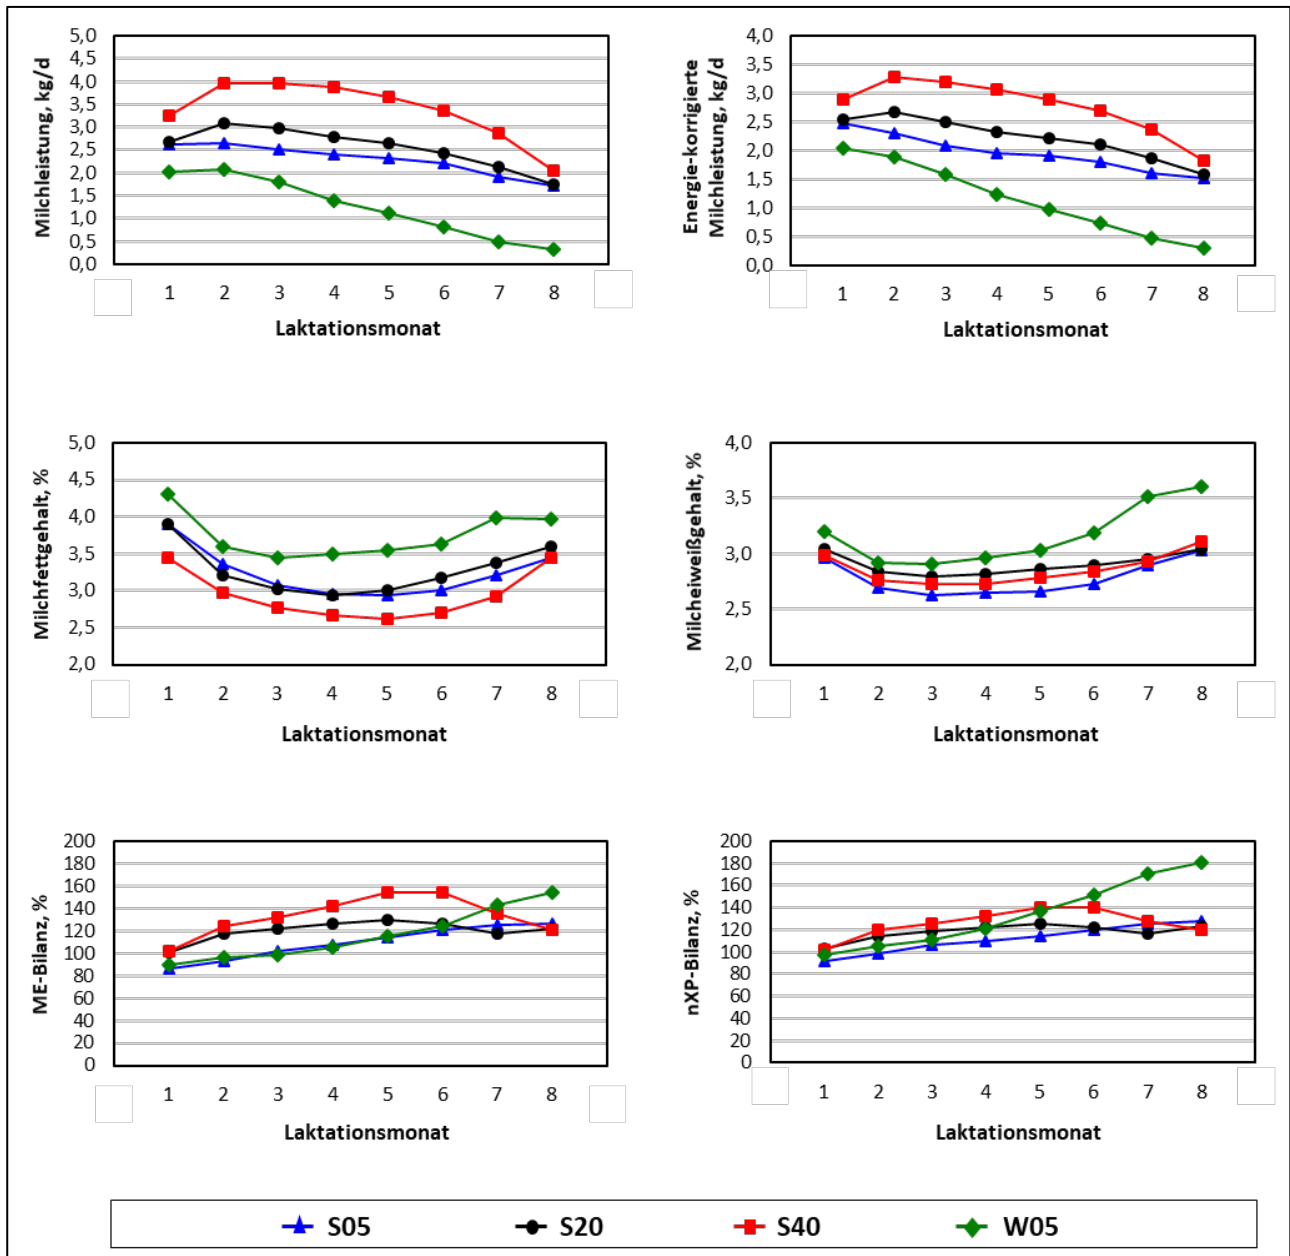 Milchleistung, kg/d
5,0
4,5
4,0
3,5
3,0
2,5
2,0
1,5
1,0
0,5
0,0
1 2 3 4 5 6 7 8
Laktationsmonat
Energie-korrigierte
Milchleistung, kg/d
4,0
3,5
3,0
2,5
2,0
1,5
1,0
0,5
0,0
1 2 3 4 5 6 7 8
Laktationsmonat
Milchfettgehalt, %
5,0
4,5
4,0
3,5
3,0
2,5
2,0
1 2 3 4 5 6 7 8
Laktationsmonat
Milcheiweißgehalt, %
4,0
3,5
3,0
2,5
2,0
1 2 3 4 5 6 7 8
Laktationsmonat
ME-Bilanz, %
200
180
160
140
120
100
80
60
40
20
0
1 2 3 4 5 6 7 8
Laktationsmonat
nXP-Bilanz, %
200
180
160
140
120
100
80
60
40
20
0
1 2 3 4 5 6 7 8
Laktationsmonat
S05 S20 S40 W05